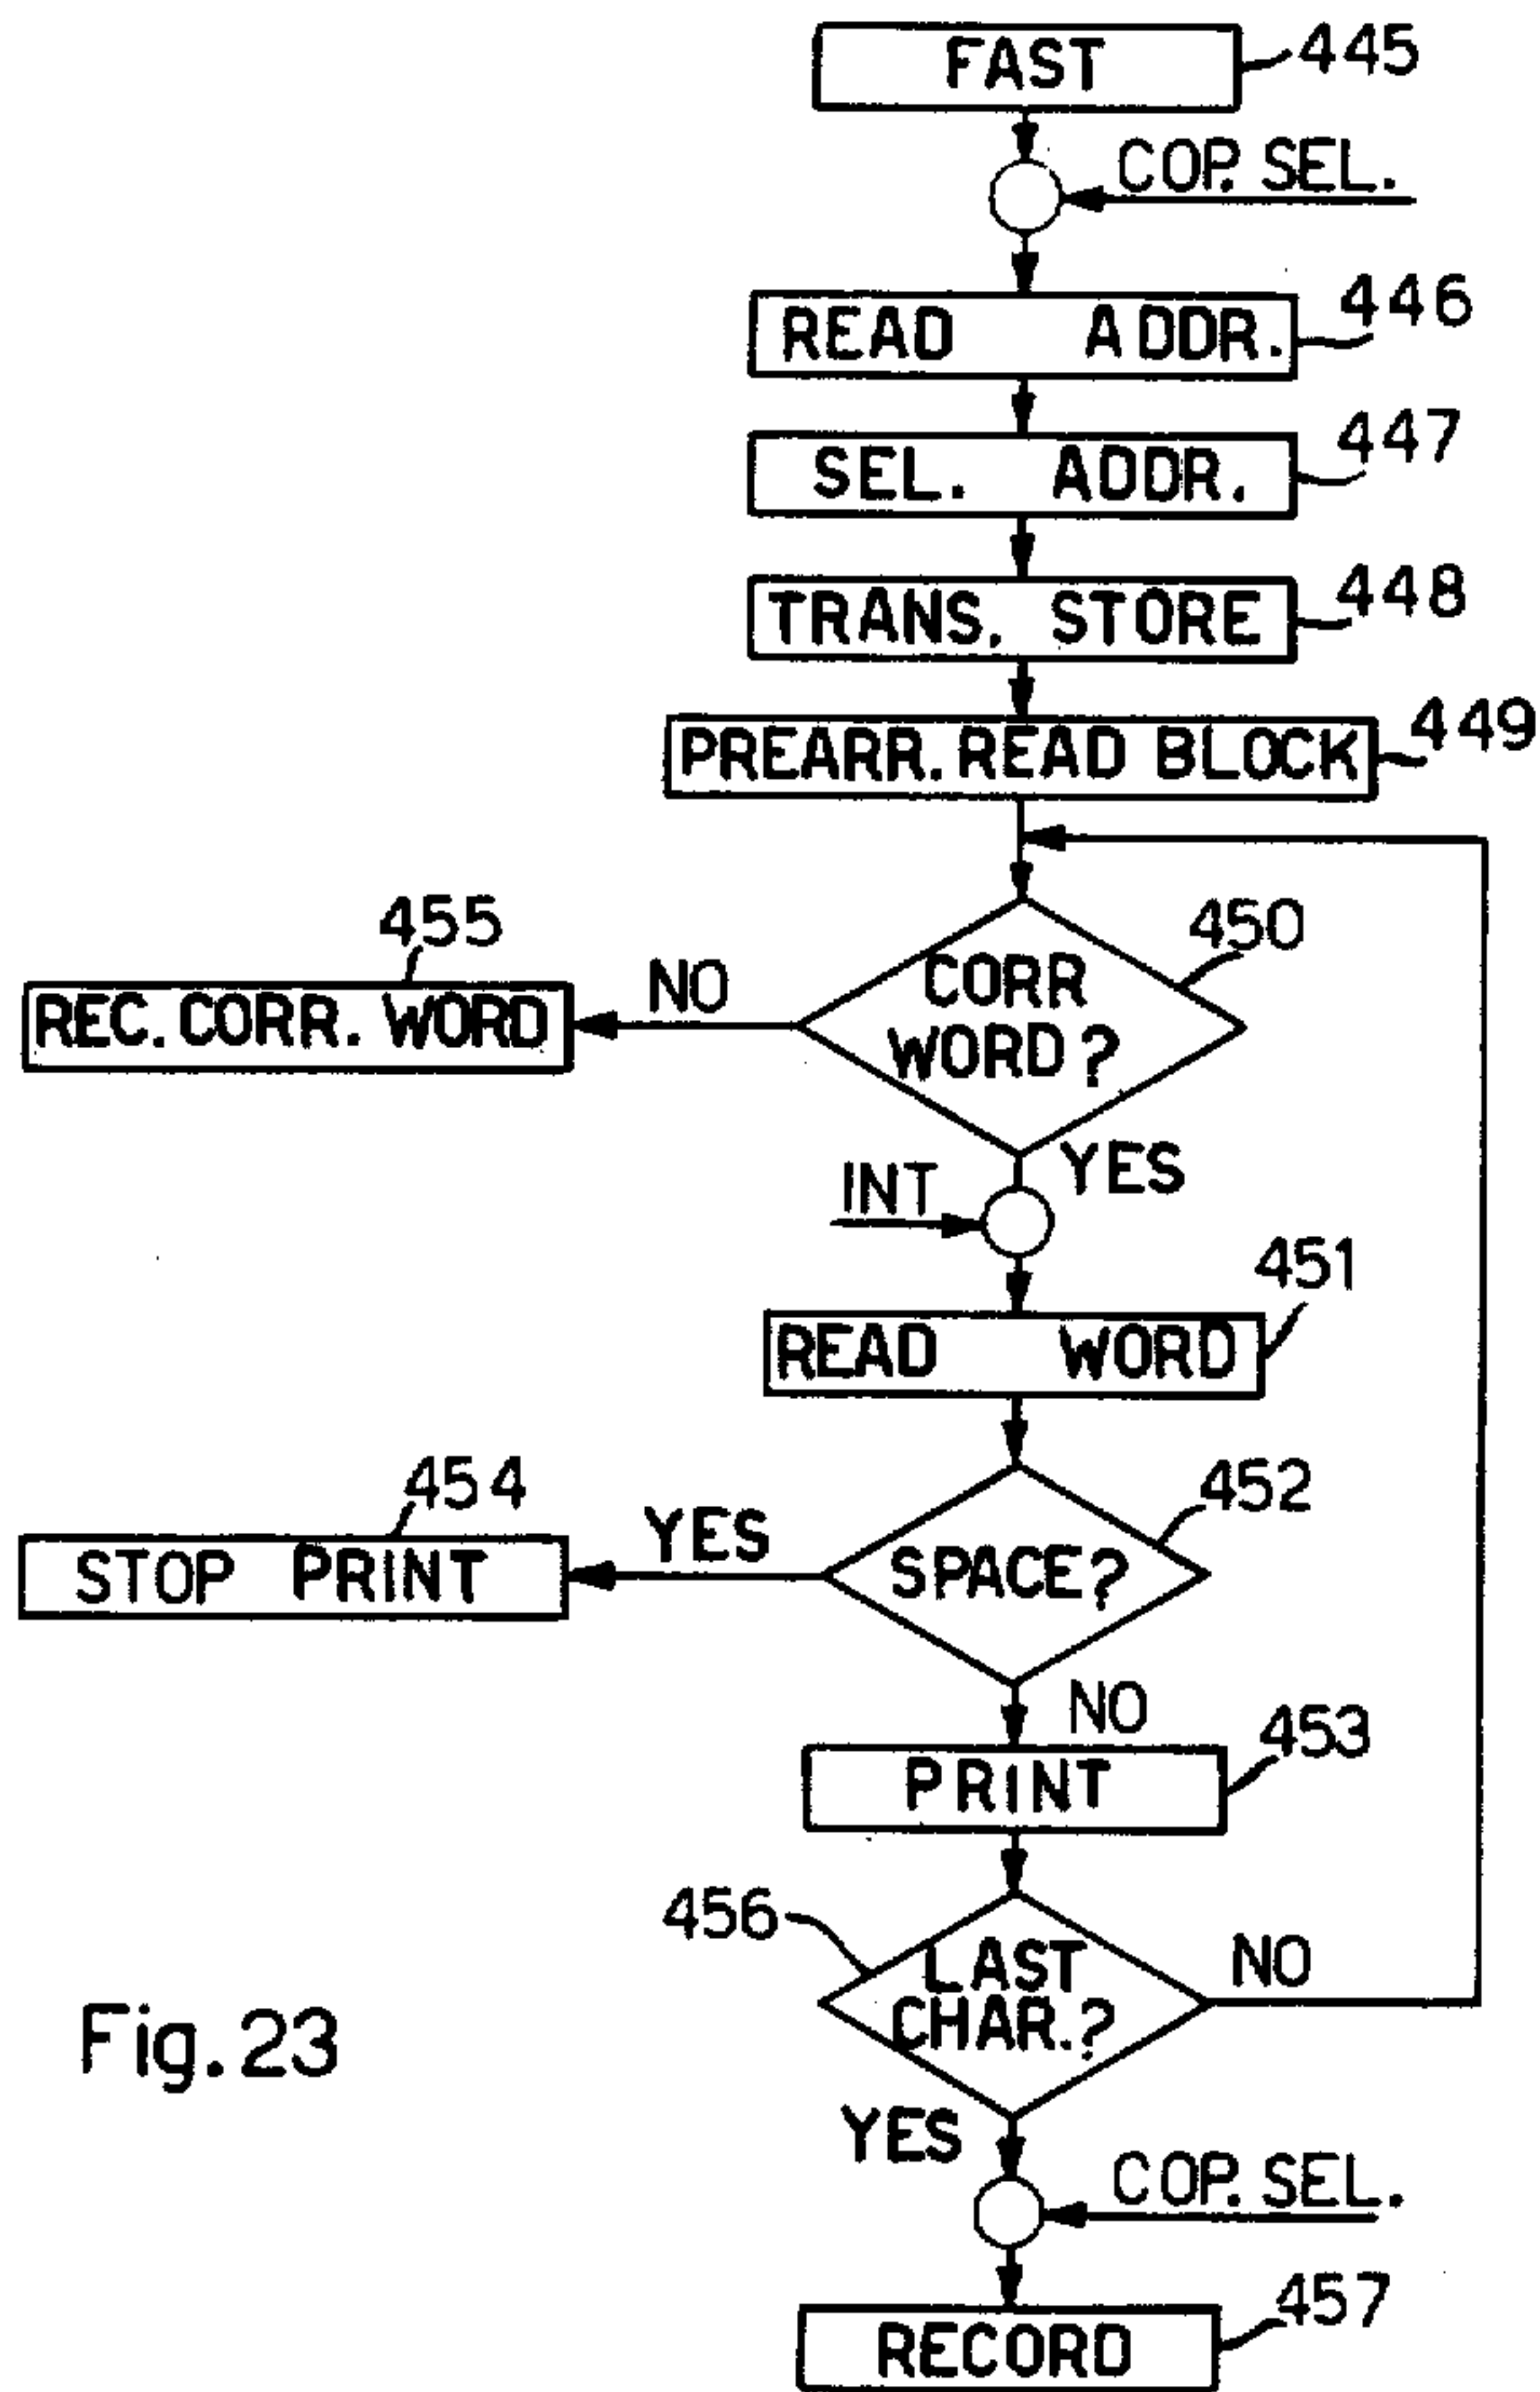 FAST
445
COP. SEL.
READ ADDR.
446
SEL. ADDR.
447
TRANS. STORE
448
PREARR. READ BLOCK
449
455
450
NO
CORR
WORD?
REC. CORR. WORD
YES
INT
451
READ WORD
454
452
YES
SPACE?
STOP PRINT
NO
453
PRINT
456
LAST
CHAR.?
NO
Fig. 23
YES
COP. SEL.
457
RECORD